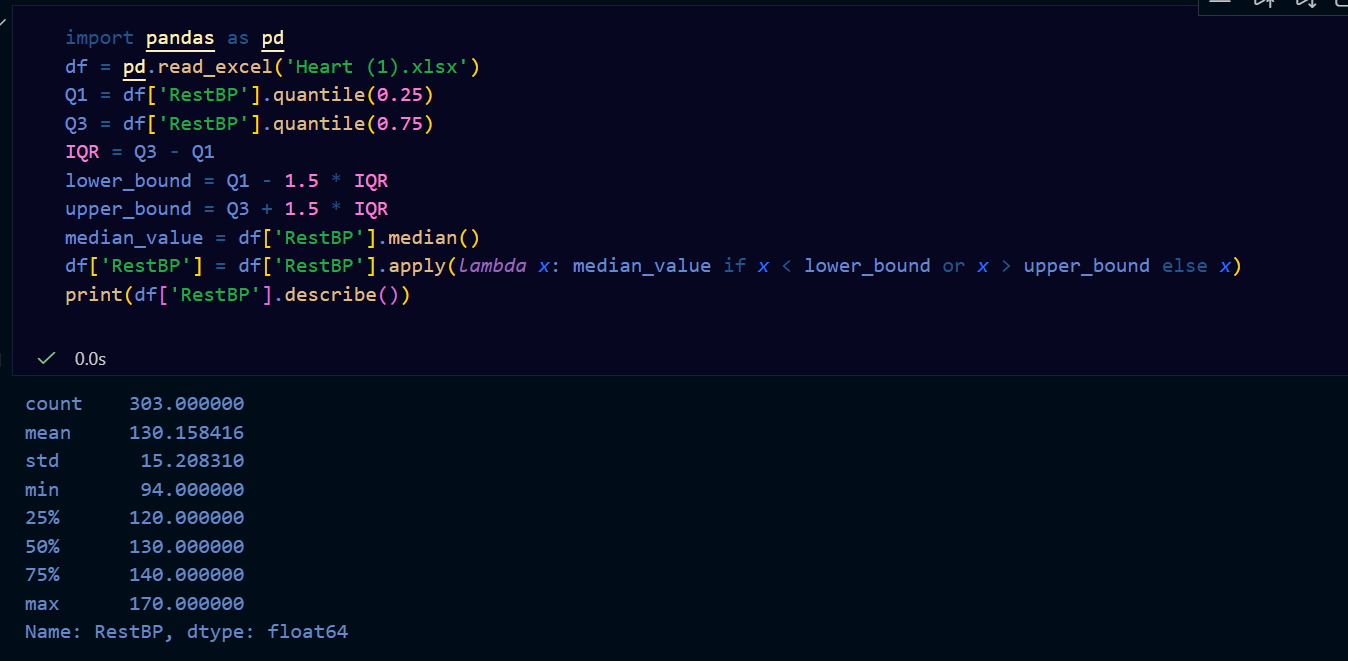 import pandas as pd
df = pd.read_excel('Heart (1).xlsx')
Q1 = df['RestBP'].quantile(0.25)
Q3 = df['RestBP'].quantile(0.75)
IQR = Q3 - Q1
lower_bound = Q1 - 1.5 * IQR
upper_bound = Q3 + 1.5 * IQR
median_value = df['RestBP'].median()
df['RestBP'] = df['RestBP'].apply(lambda x: median_value if x < lower_bound or x > upper_bound else x)
print(df['RestBP'].describe())
0.0s
count    303.000000
mean     130.158416
std       15.208310
min       94.000000
25%      120.000000
50%      130.000000
75%      140.000000
max      170.000000
Name: RestBP, dtype: float64